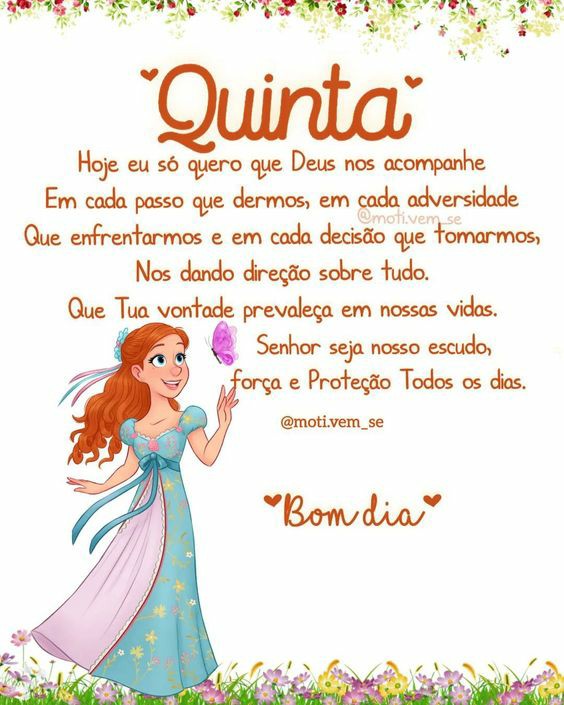 Quinta
Hoje eu só quero que Deus nos acompanhe
Em cada passo que dermos, em cada adversidade
@moti.vem_se
Que enfrentarmos e em cada decisão que tomarmos,
Nos dando direção sobre tudo.
Que Tua vontade prevaleça em nossas vidas.
Senhor seja nosso escudo,
força e Proteção Todos os dias.
@moti.vem_se
Bom dia